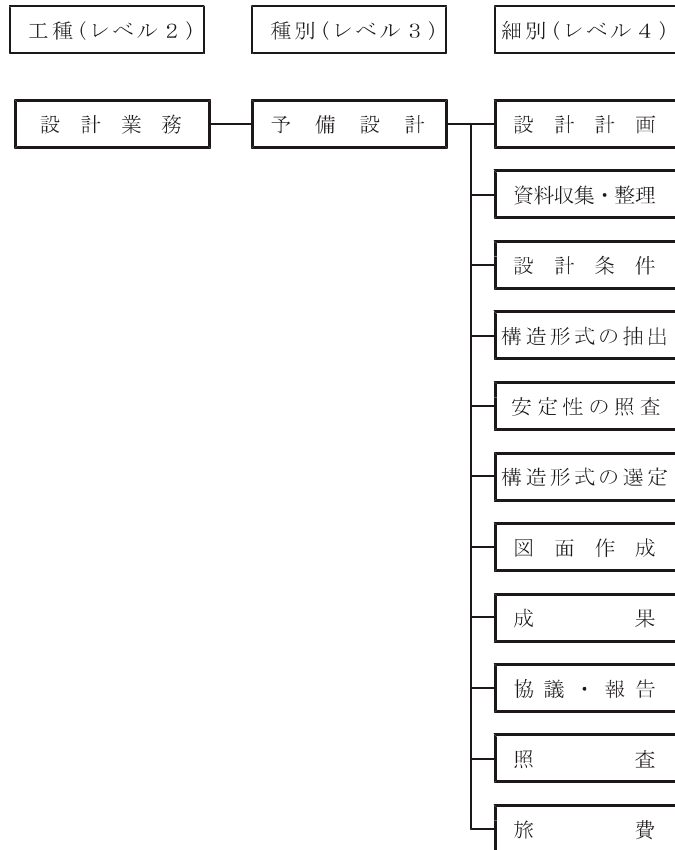 工種(レベル2) 種別(レベル3) 細別(レベル4)
設計業務 予備設計 設計計画
資料収集・整理
設計条件
構造形式の抽出
安定性の照査
構造形式の選定
図面作成
成果
協議・報告
照査
旅費